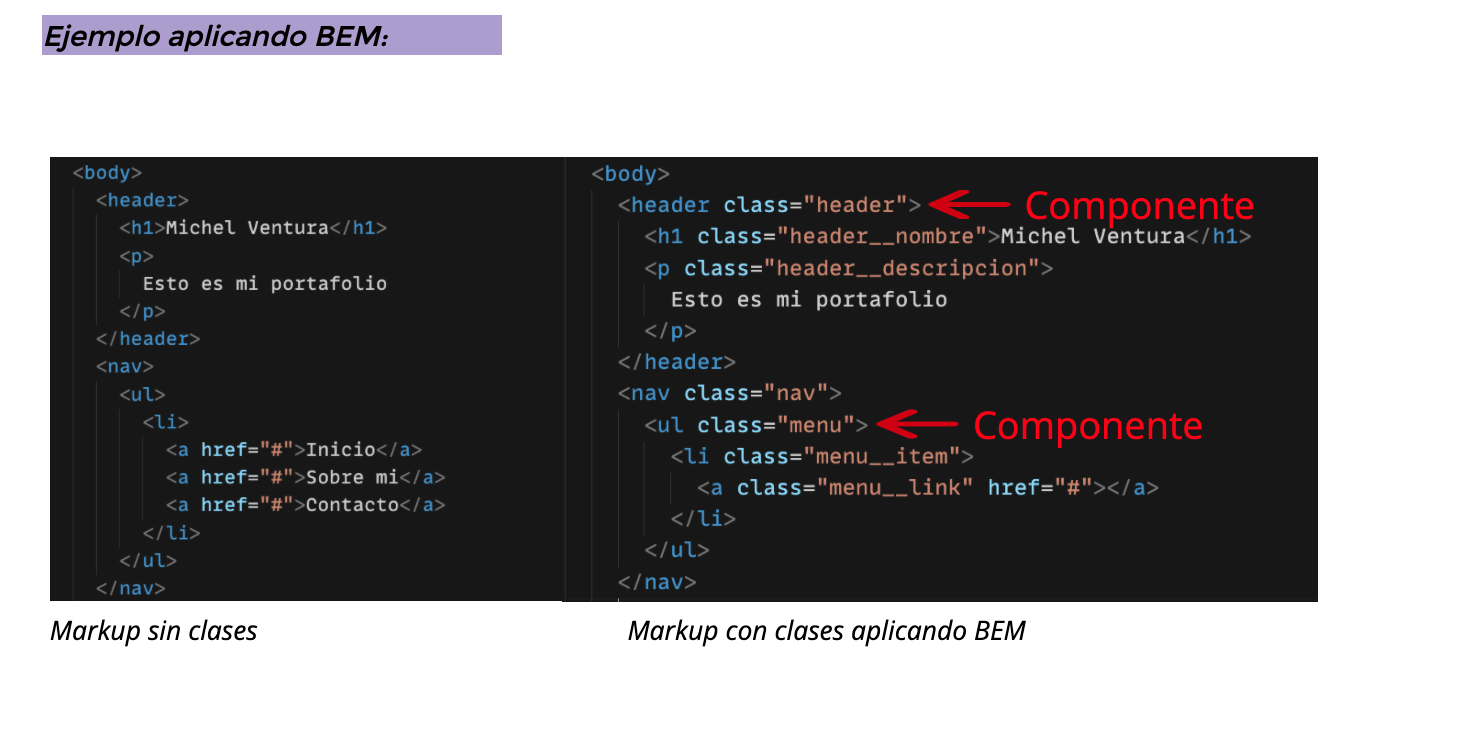 Ejemplo aplicando BEM:
<body>
<header>
<h1>Michel Ventura</h1>
<p>
Esto es mi portafolio
</p>
</header>
<nav>
<ul>
<li>
<a href="#">Inicio</a>
<a href="#">Sobre mi</a>
<a href="#">Contacto</a>
</li>
</ul>
</nav>
Markup sin clases
<body>
<header class="header"> Componente
<h1 class="header__nombre">Michel Ventura</h1>
<p class="header__descripcion">
Esto es mi portafolio
</p>
</header>
<nav class="nav">
<ul class="menu"> Componente
<li class="menu__item">
<a class="menu__link" href="#"></a>
</li>
</ul>
</nav>
Markup con clases aplicando BEM